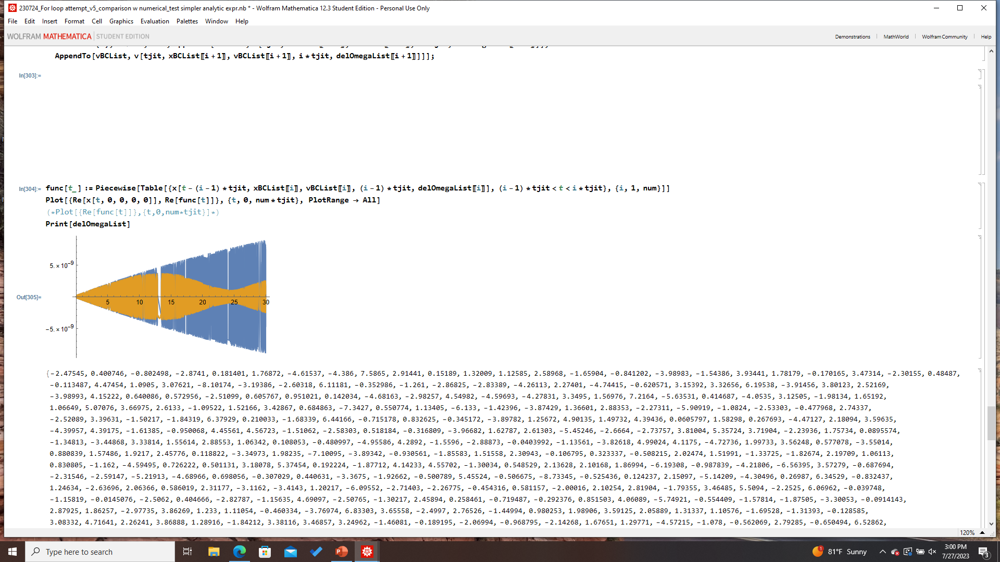 230724_For loop attempt_v5_comparison w numerical_test simpler analytic expr.nb * - Wolfram Mathematica 12.3 Student Edition - Personal Use Only
File Edit Insert Format Cell Graphics Evaluation Palettes Window Help
WOLFRAM MATHEMATICA STUDENT EDITION
Demonstrations MathWorld Wolfram Community Help
AppendTo[vBCList, v[tjit, xBCList[[i + 1]], vBCList[[i + 1]], i * tjit, delOmegaList[[i + 1]]]];
In[303]:=
In[304]:= func[t_] := Piecewise[Table[{x[t - (i - 1) * tjit, xBCList[[i]], vBCList[[i]], (i - 1) * tjit, delOmegaList[[i]]], (i - 1) * tjit < t < i * tjit}, {i, 1, num}]]
Plot[{Re[x[t, 0, 0, 0, 0]], Re[func[t]]}, {t, 0, num * tjit}, PlotRange → All]
(*Plot[{Re[func[t]]},{t,0,num*tjit}]*)
Print[delOmegaList]
5. × 10^-9
Out[305]=
5 10 15 20 25 30
-5. × 10^-9
{-2.47545, 0.400746, -0.802498, -2.8741, 0.181401, 1.76872, -4.61537, -4.386, 7.5865, 2.91441, 0.15189, 1.32009, 1.12585, 2.58968, -1.65904, -0.841202, -3.98983, -1.54386, 3.93441, 1.78179, -0.170165, 3.47314, -2.30155, 0.48487,
-0.113487, 4.47454, 1.0905, 3.07621, -8.10174, -3.19386, -2.60318, 6.11181, -0.352986, -1.261, -2.86825, -2.83389, -4.26113, 2.27401, -4.74415, -0.620571, 3.15392, 3.32656, 6.19538, -3.91456, 3.80123, 2.52169,
-3.98993, 4.15222, 0.640086, 0.572956, -2.51099, 0.605767, 0.951021, 0.142034, -4.68163, -2.98257, 4.54982, -4.59693, -4.27831, 3.3495, 1.56976, 7.2164, -5.63531, 0.414687, -4.0535, 3.12505, -1.98134, 1.65192,
1.06649, 5.07076, 3.66975, 2.6133, -1.09522, 1.52166, 3.42867, 0.684863, -7.3427, 0.550774, 1.13405, -6.133, -1.42396, -3.87429, 1.36601, 2.88353, -2.27311, -5.90919, -1.0824, -2.53303, -0.477968, 2.74337,
-2.52089, 3.39631, -1.50217, -1.84319, 6.37929, 0.210033, -1.68339, 6.44166, -0.715178, 0.832625, -0.345172, -3.89782, 1.25672, 4.90135, 1.49732, 4.39436, 0.0605797, 1.58298, 0.267693, -4.47127, 2.18094, 3.59635,
-4.39957, 4.39175, -1.61385, -0.950068, 4.45561, 4.56723, -1.51062, -2.58303, 0.518184, -0.316809, -3.96682, 1.62787, 2.61303, -5.45246, -2.6664, -2.73757, 3.81004, 5.35724, 3.71904, -2.23936, 1.75734, 0.0895574,
-1.34813, -3.44868, 3.33814, 1.55614, 2.88553, 1.06342, 0.108053, -0.480997, -4.95586, 4.2892, -1.5596, -2.88873, -0.0403992, -1.13561, -3.82618, 4.99024, 4.1175, -4.72736, 1.99733, 3.56248, 0.577078, -3.55014,
0.880839, 1.57486, 1.9217, 2.45776, 0.118822, -3.34973, 1.98235, -7.10095, -3.89342, -0.930561, -1.85583, 1.51558, 2.30943, -0.106795, 0.323337, -0.508215, 2.02474, 1.51991, -1.33725, -1.82674, 2.19709, 1.06113,
0.830805, -1.162, -4.59495, 0.726222, 0.501131, 3.18078, 5.37454, 0.192224, -1.87712, 4.14233, 4.55702, -1.30034, 0.548529, 2.13628, 2.10168, 1.86994, -6.19308, -0.987839, -4.21806, -6.56395, 3.57279, -0.687694,
-2.31546, -2.59147, -5.21913, -4.68966, 0.698056, -0.307029, 0.440631, -3.3675, -1.92662, -0.500789, 5.45524, -0.506675, -8.73345, -0.525436, 0.124237, 2.15097, -5.14209, -4.30496, 0.26987, 6.34529, -0.832437,
1.24634, -2.63696, 2.06366, 0.586019, 2.31177, -3.1162, -3.4143, 1.20217, -6.09552, -2.71403, -2.26775, -0.454316, 0.581157, -2.00016, 2.10254, 2.81904, -1.79355, 3.46485, 5.5094, -2.2525, 6.06962, -0.039748,
-1.15819, -0.0145076, -2.5062, 0.404666, -2.82787, -1.15635, 4.69097, -2.50765, -1.30217, 2.45894, 0.258461, -0.719487, -0.292376, 0.851503, 4.06089, -5.74921, -0.554409, -1.57814, -1.87505, -3.30053, -0.0914143,
2.87925, 1.86257, -2.97735, 3.86269, 1.233, 1.11054, -0.460334, -3.76974, 6.83303, 3.65558, -2.4997, 2.76526, -1.44994, 0.980253, 1.98906, 3.59125, 2.05889, 1.31337, 1.10576, -1.69528, -1.31393, -0.128585,
3.08332, 4.71641, 2.26241, 3.86888, 1.28916, -1.84212, 3.38116, 3.46857, 3.24962, -1.46081, -0.189195, -2.06994, -0.968795, -2.14268, 1.67651, 1.29771, -4.57215, -1.078, -0.562069, 2.79285, -0.650494, 6.52862,
120%
Type here to search
1
81°F Sunny
3:00 PM
7/27/2023
3